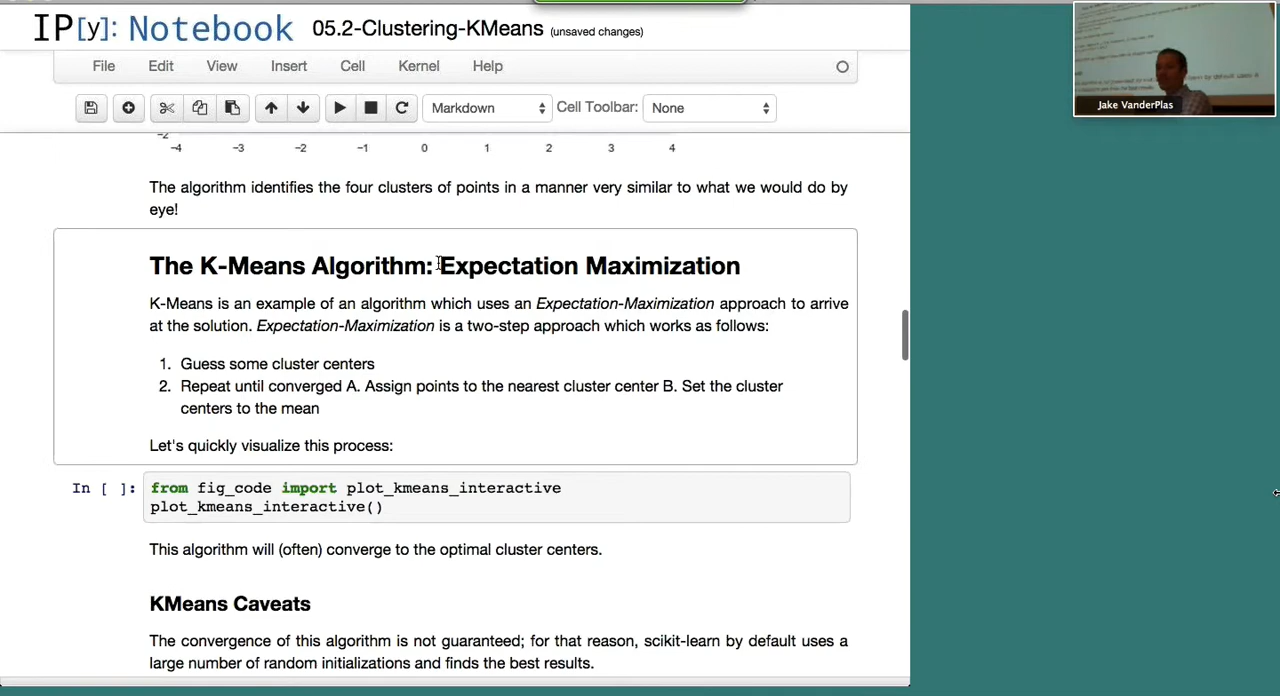 IP[y]: Notebook 05.2-Clustering-KMeans (unsaved changes)
File Edit View Insert Cell Kernel Help
Markdown Cell Toolbar: None
Jake VanderPlas
−2
−4 −3 −2 −1 0 1 2 3 4
The algorithm identifies the four clusters of points in a manner very similar to what we would do by
eye!
The K-Means Algorithm: Expectation Maximization
K-Means is an example of an algorithm which uses an Expectation-Maximization approach to arrive
at the solution. Expectation-Maximization is a two-step approach which works as follows:
1. Guess some cluster centers
2. Repeat until converged A. Assign points to the nearest cluster center B. Set the cluster
centers to the mean
Let's quickly visualize this process:
In [ ]: from fig_code import plot_kmeans_interactive
plot_kmeans_interactive()
This algorithm will (often) converge to the optimal cluster centers.
KMeans Caveats
The convergence of this algorithm is not guaranteed; for that reason, scikit-learn by default uses a
large number of random initializations and finds the best results.